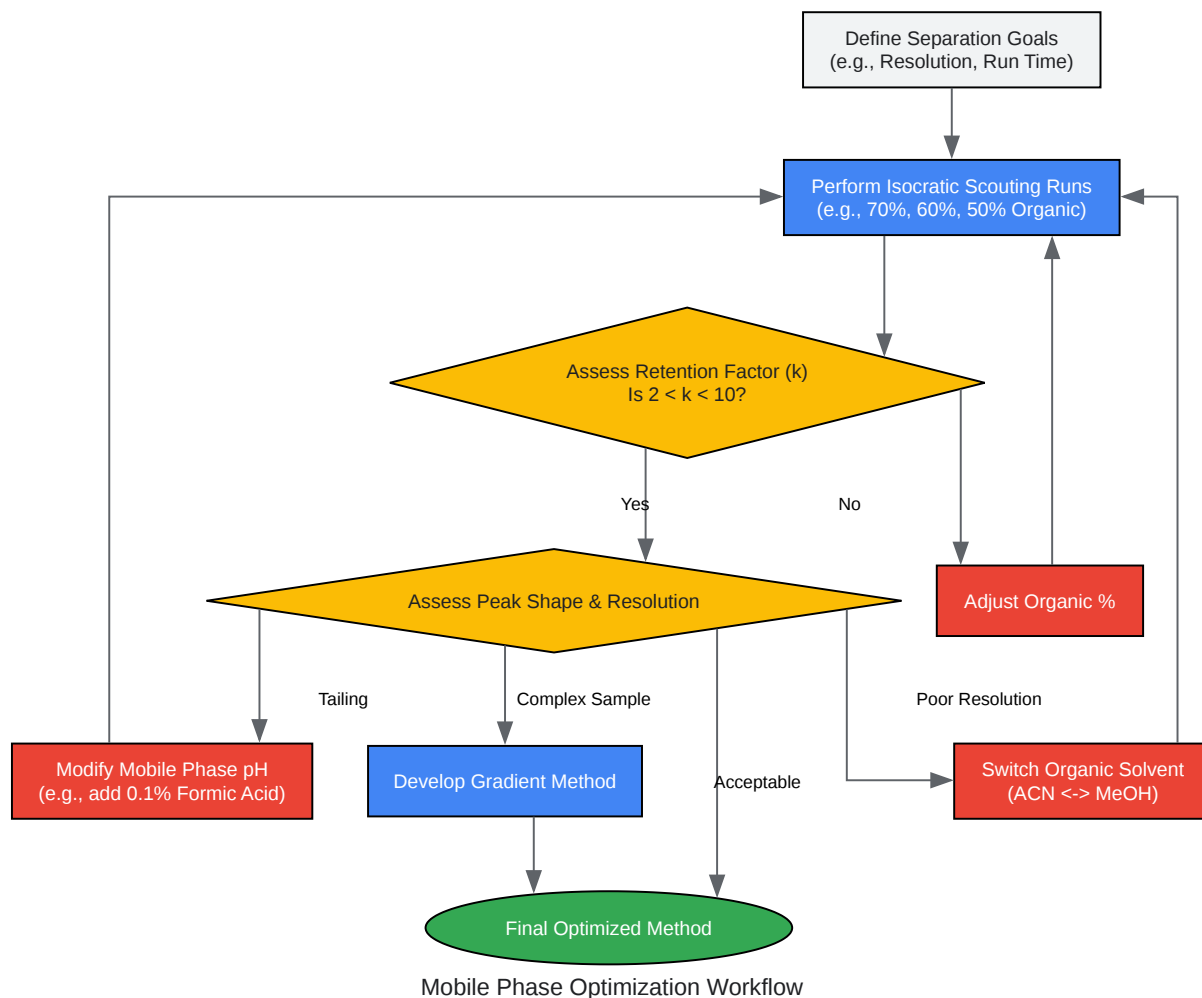 Define Separation Goals
(e.g., Resolution, Run Time)
Perform Isocratic Scouting Runs
(e.g., 70%, 60%, 50% Organic)
Assess Retention Factor (k)
Is 2 < k < 10?
Yes
No
Assess Peak Shape & Resolution
Adjust Organic %
Tailing
Complex Sample
Poor Resolution
Modify Mobile Phase pH
(e.g., add 0.1% Formic Acid)
Develop Gradient Method
Acceptable
Switch Organic Solvent
(ACN <-> MeOH)
Final Optimized Method
Mobile Phase Optimization Workflow